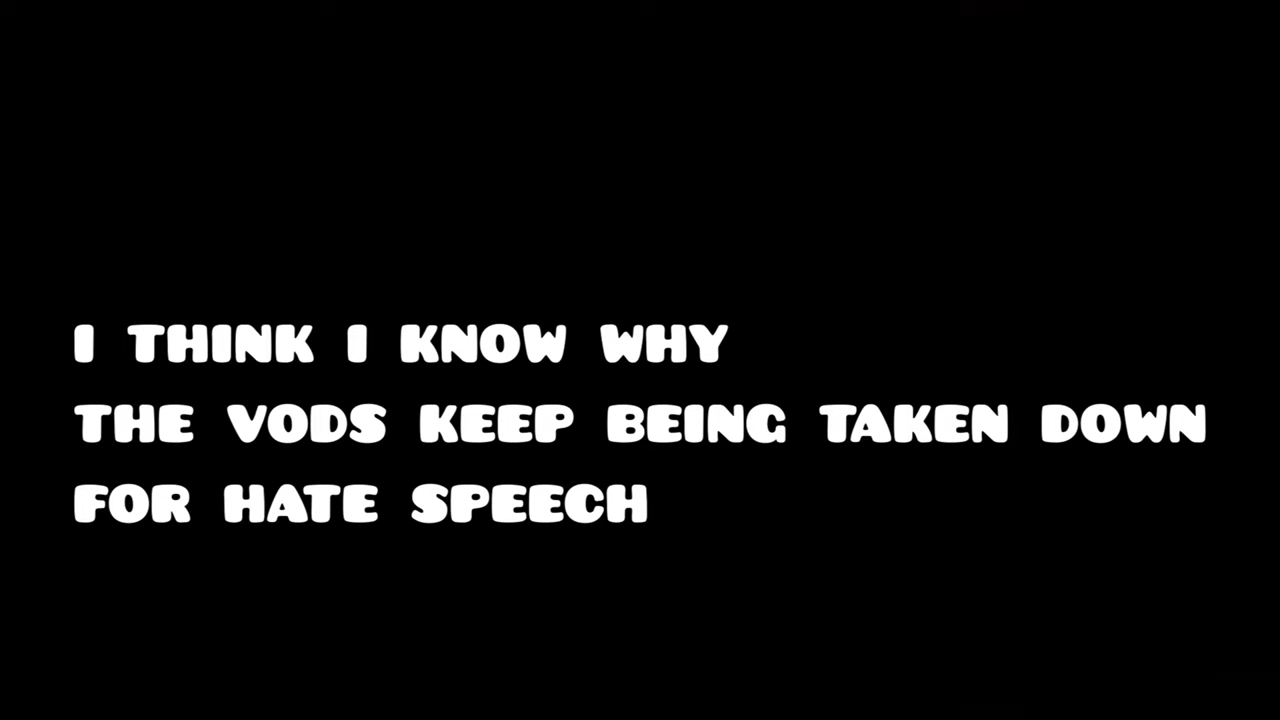 I THINK I KNOW WHY
THE VODS KEEP BEING TAKEN DOWN
FOR HATE SPEECH